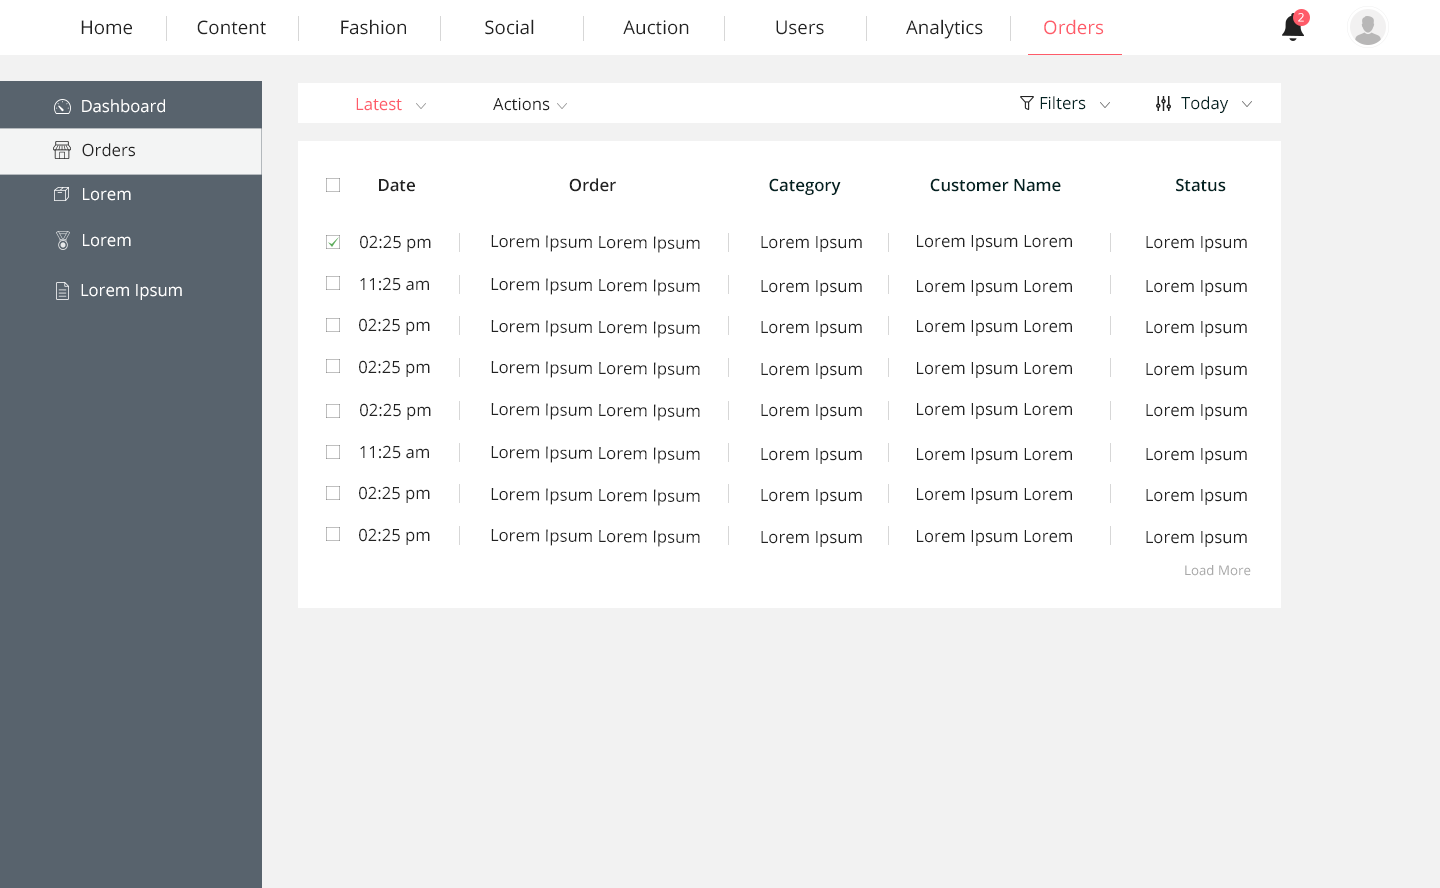 Home Content Fashion Social Auction Users Analytics Orders 2
Dashboard
Orders
Lorem
Lorem
Lorem Ipsum
Latest Actions Filters Today
Date Order Category Customer Name Status
02:25 pm Lorem Ipsum Lorem Ipsum Lorem Ipsum Lorem Ipsum Lorem Lorem Ipsum
11:25 am Lorem Ipsum Lorem Ipsum Lorem Ipsum Lorem Ipsum Lorem Lorem Ipsum
02:25 pm Lorem Ipsum Lorem Ipsum Lorem Ipsum Lorem Ipsum Lorem Lorem Ipsum
02:25 pm Lorem Ipsum Lorem Ipsum Lorem Ipsum Lorem Ipsum Lorem Lorem Ipsum
02:25 pm Lorem Ipsum Lorem Ipsum Lorem Ipsum Lorem Ipsum Lorem Lorem Ipsum
11:25 am Lorem Ipsum Lorem Ipsum Lorem Ipsum Lorem Ipsum Lorem Lorem Ipsum
02:25 pm Lorem Ipsum Lorem Ipsum Lorem Ipsum Lorem Ipsum Lorem Lorem Ipsum
02:25 pm Lorem Ipsum Lorem Ipsum Lorem Ipsum Lorem Ipsum Lorem Lorem Ipsum
Load More